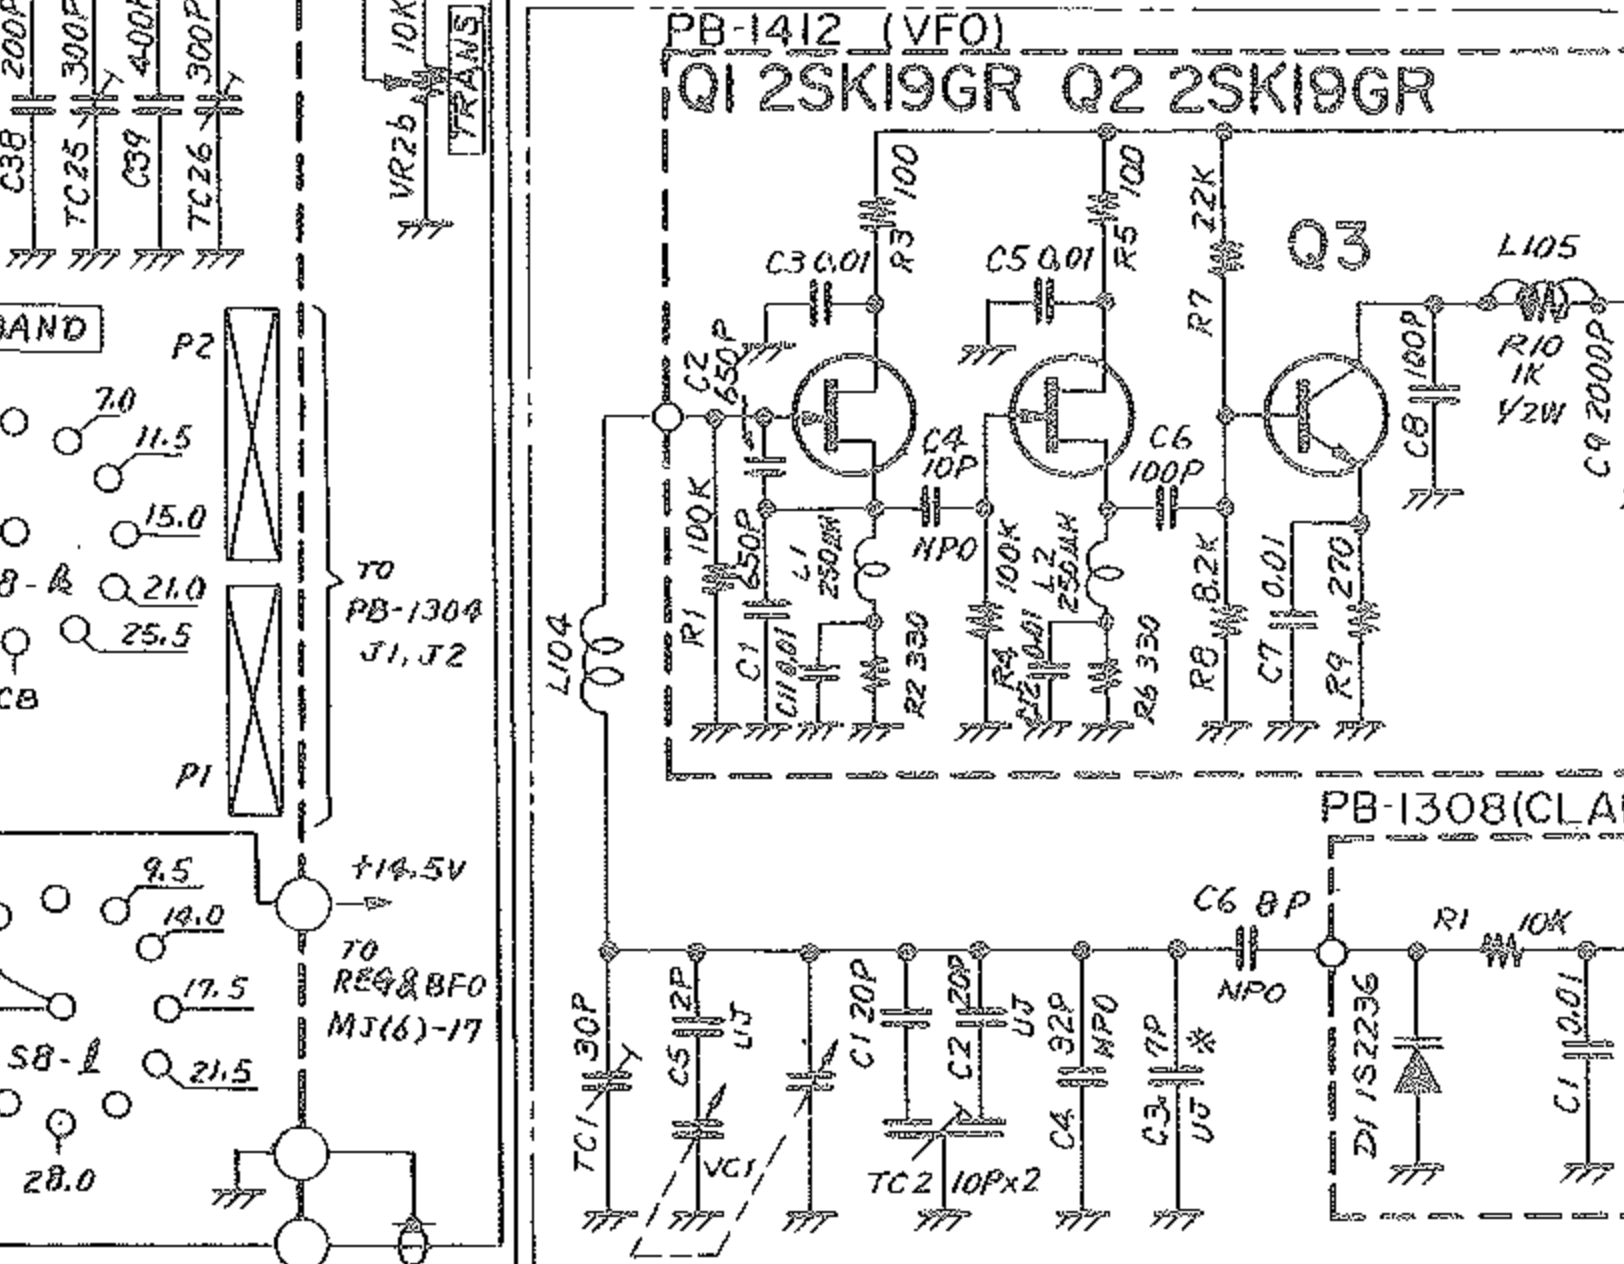 C38 200P
TC25 300P
C39 400P
TC26 300P
VR2b 10K
TRANS
PB-1412 (VFO)
Q1 2SK19GR Q2 2SK19GR
R3 100
R5 100
R7 22K
Q3
C3 0.01
C5 0.01
L105
R10
1K
1/2W
C8 100P
C9 2000P
BAND
P2
7.0
11.5
15.0
21.0
25.5
C8
P1
TO
PB-1304
J1, J2
C2
650P
C4
10P
NPO
C6
100P
R1 100K
C1 650P
L1
250μH
C11 0.01
R2 330
R4 100K
L2
250μH
C12 0.01
R6 330
R8 8.2K
C7 0.01
R9 270
L104
PB-1308(CLA
9.5
14.0
17.5
21.5
28.0
S8-l
+14.5V
TO
REG&BFO
MJ(6)-17
C6 8P
NPO
R1 10K
TC1 30P
C5 12P
UJ
VC1
C1 20P
C2 20P
UJ
TC2 10P×2
C4 32P
NPO
C3 7P
UJ ※
D1 1S2236
C1 0.01